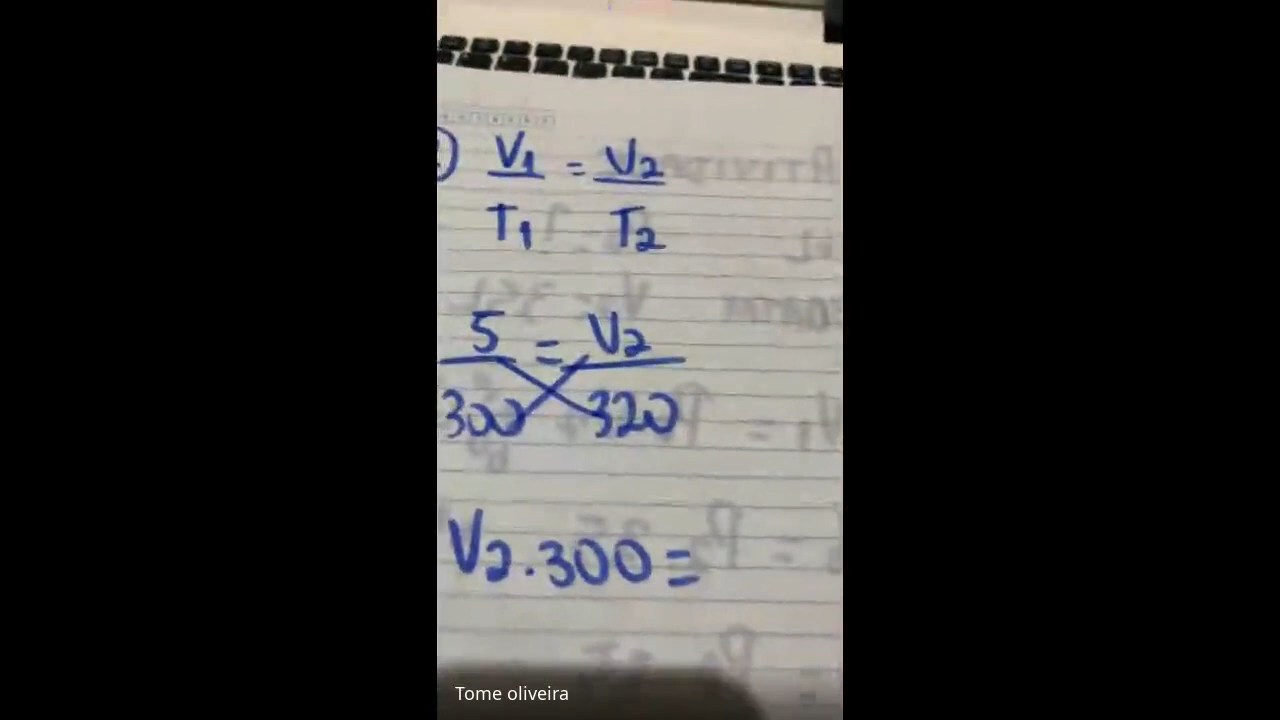 V1 = V2
T1 T2
5 = V2
300 320
V2.300=
Tome oliveira